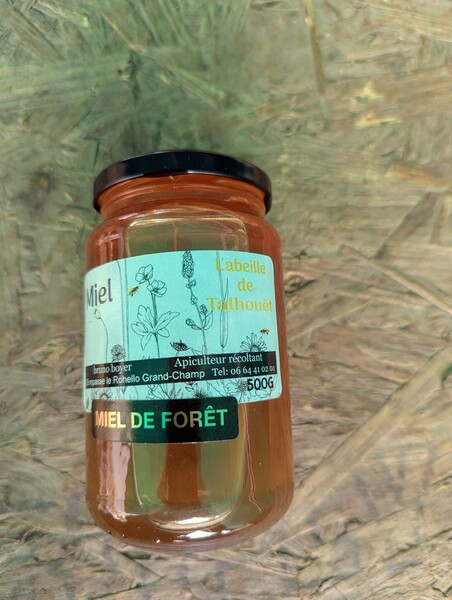 Miel
L'abeille
de
Talhouët
bruno boyer Apiculteur récoltant
impasse le Rohello Grand-Champ Tel: 06 64 41 02 01
500G
MIEL DE FORÊT